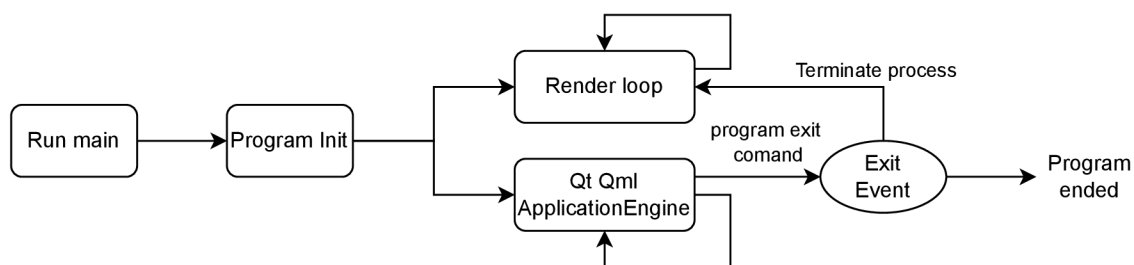 Run main
Program Init
Render loop
Terminate process
program exit
comand
Qt Qml
ApplicationEngine
Exit
Event
Program
ended